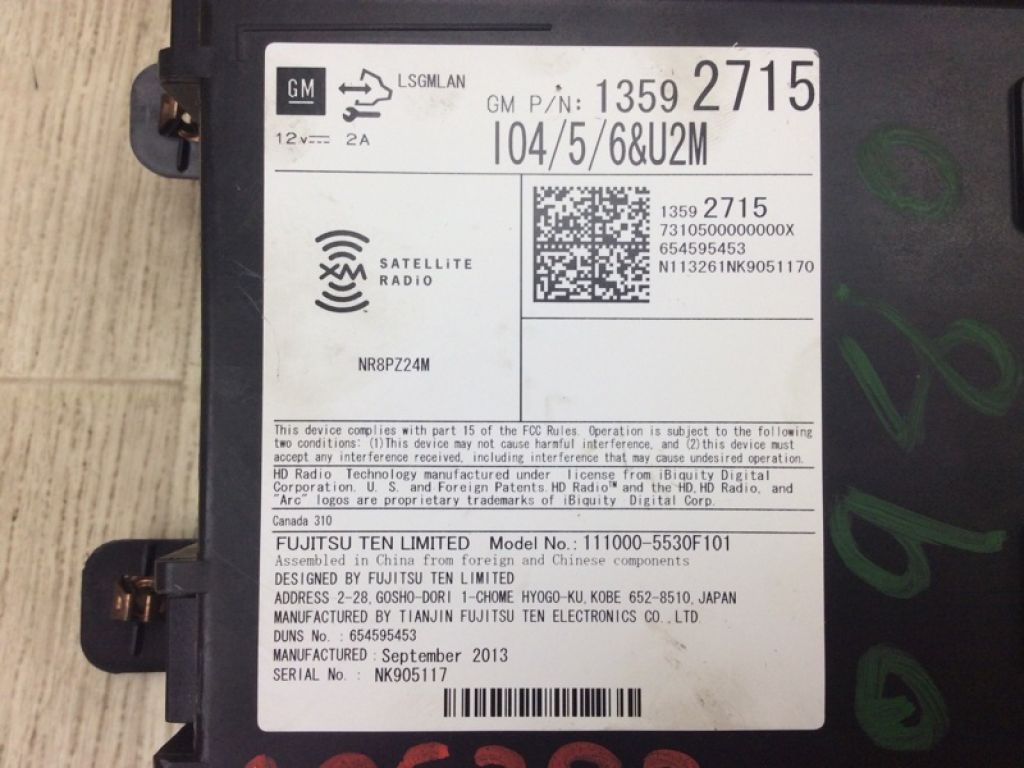 GM
LSGMLAN
GM P/N: 1359 2715
12v 2A
IO4/5/6&U2M
1359 2715
7310500000000X
654595453
N113261NK9051170
XM SATELLiTE
RADiO
NR8PZ24M
This device complies with part 15 of the FCC Rules. Operation is subject to the following
two conditions: (1)This device may not cause harmful interference, and (2)this device must
accept any interference received, including interference that may cause undesired operation.
HD Radio Technology manufactured under license from iBiquity Digital
Corporation. U. S. and Foreign Patents. HD Radio™ and the HD, HD Radio, and
"Arc" logos are proprietary trademarks of iBiquity Digital Corp.
Canada 310
FUJITSU TEN LIMITED Model No.: 111000-5530F101
Assembled in China from foreign and Chinese components
DESIGNED BY FUJITSU TEN LIMITED
ADDRESS 2-28, GOSHO-DORI 1-CHOME HYOGO-KU, KOBE 652-8510, JAPAN
MANUFACTURED BY TIANJIN FUJITSU TEN ELECTRONICS CO., LTD.
DUNS No. : 654595453
MANUFACTURED : September 2013
SERIAL No. : NK905117